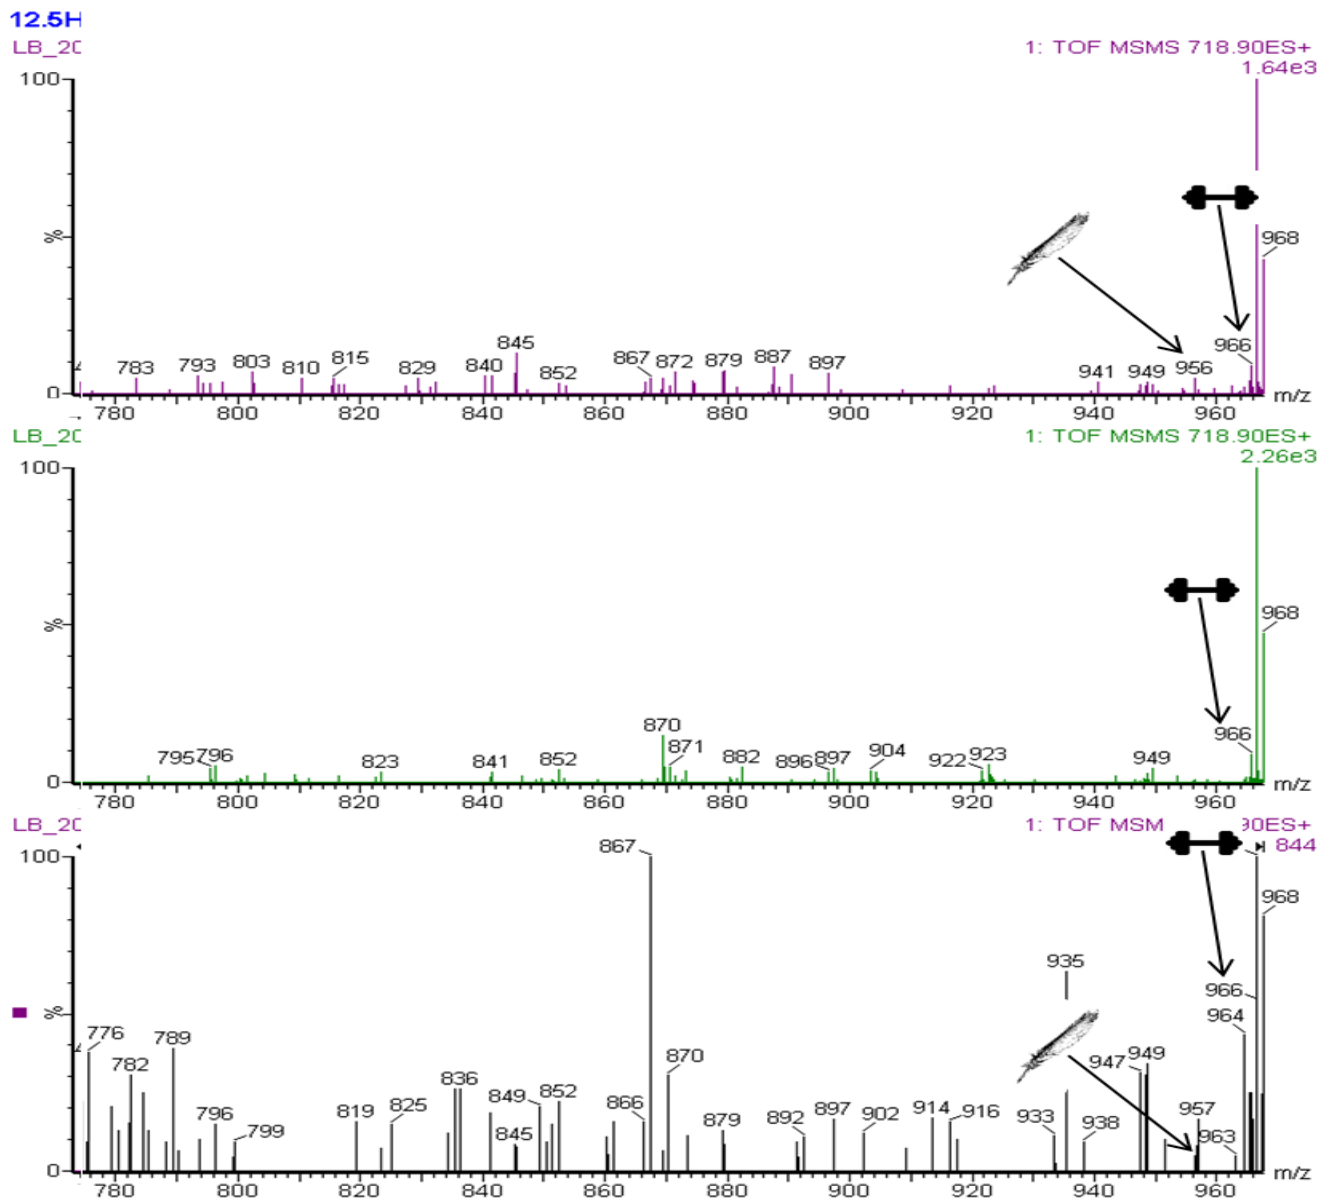 12.5H
LB_20
1: TOF MSMS 718.90ES+
1.64e3
100
%
0
783 793 803 810 815 829 840 845 852 867 872 879 887 897 941 949 956 966 968
780 800 820 840 860 880 900 920 940 960 m/z
LB_20
1: TOF MSMS 718.90ES+
2.26e3
100
%
0
795 796 823 841 852 870 871 882 896 897 904 922 923 949 966 968
780 800 820 840 860 880 900 920 940 960 m/z
LB_20
1: TOF MSM 90ES+
844
100
%
0
776 782 789 796 799 819 825 836 845 849 852 866 867 870 879 892 897 902 914 916 933 935 938 947 949 957 963 964 966 968
780 800 820 840 860 880 900 920 940 960 m/z